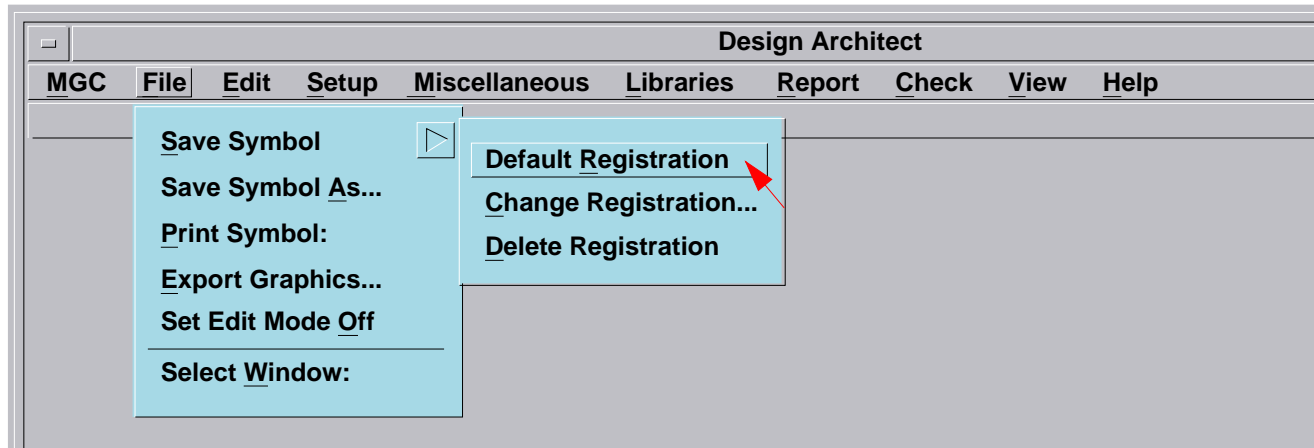 Design Architect
MGC File Edit Setup Miscellaneous Libraries Report Check View Help
Save Symbol
Save Symbol As...
Print Symbol:
Export Graphics...
Set Edit Mode Off
Select Window:
Default Registration
Change Registration...
Delete Registration